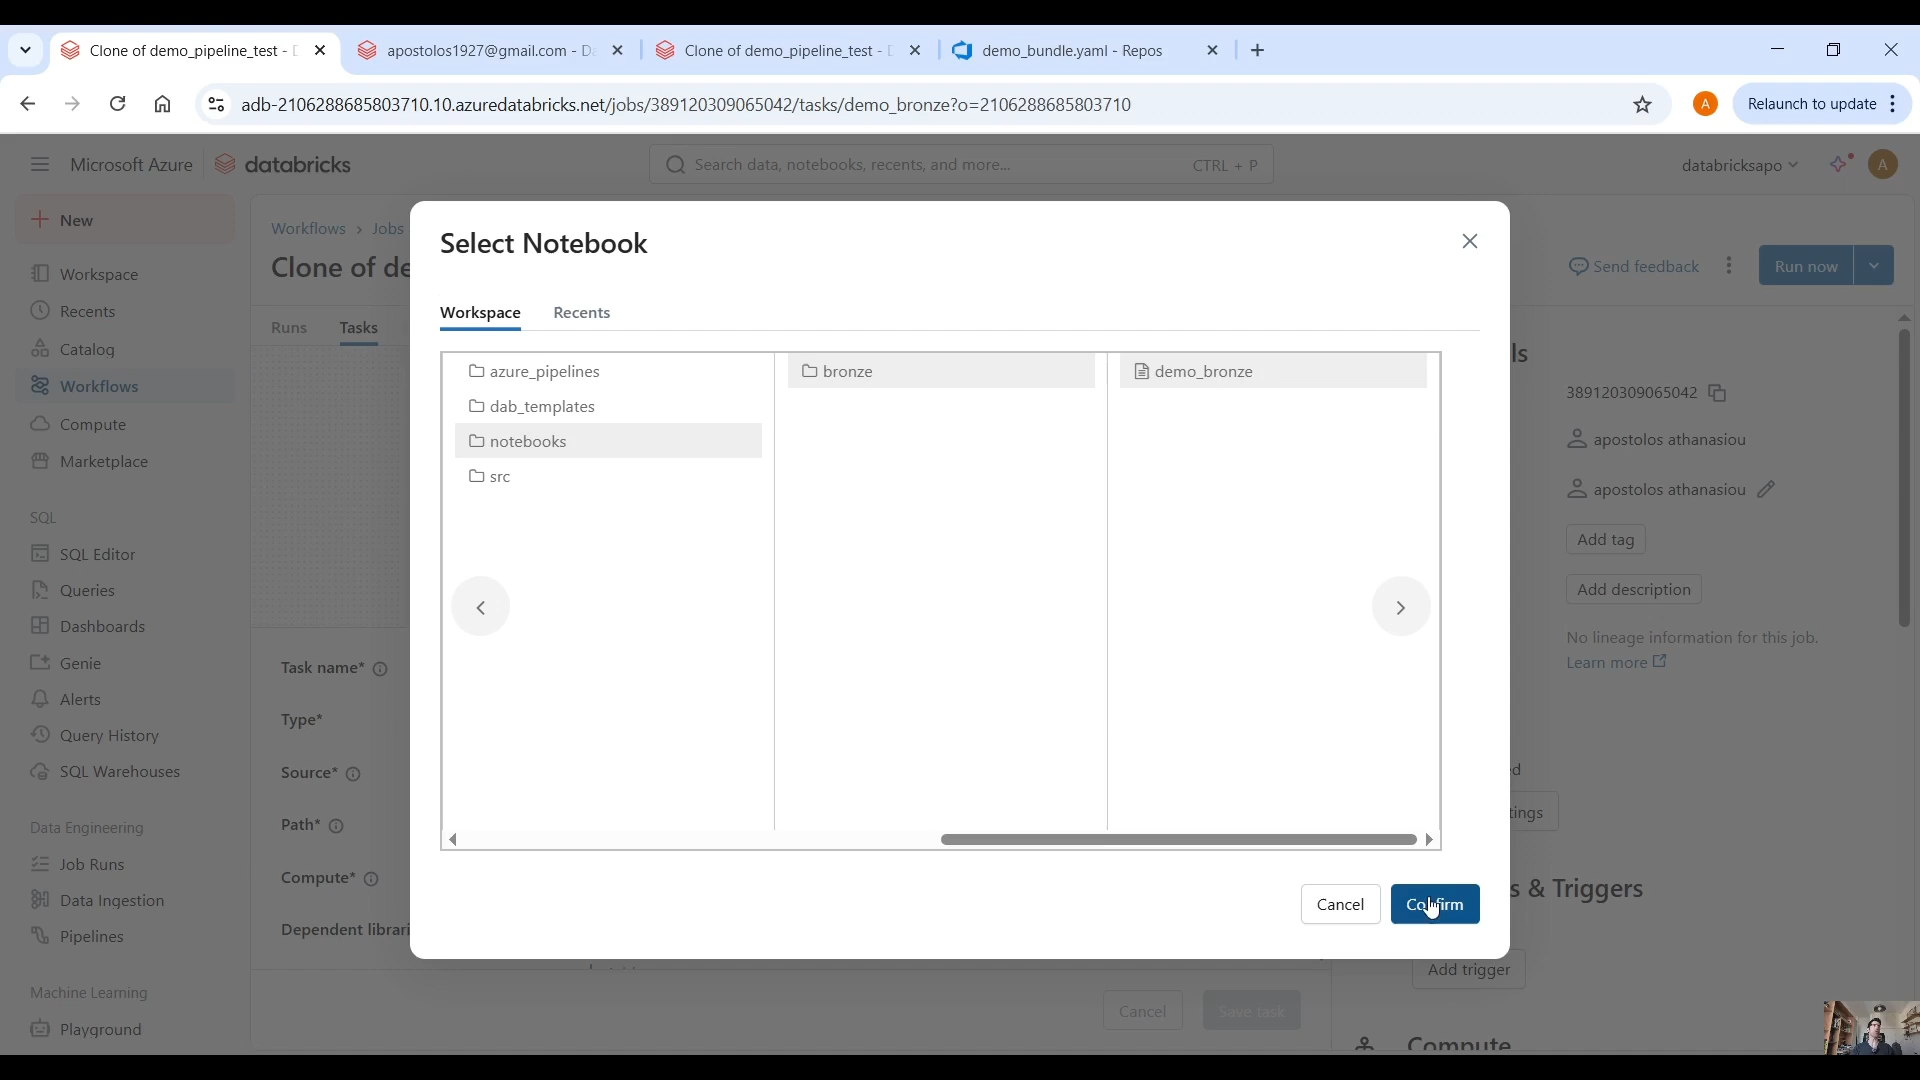 Clone of demo_pipeline_test - D
apostolos1927@gmail.com - Da
Clone of demo_pipeline_test - D
demo_bundle.yaml - Repos
adb-2106288685803710.10.azuredatabricks.net/jobs/389120309065042/tasks/demo_bronze?o=2106288685803710
A
Relaunch to update
Microsoft Azure
databricks
Search data, notebooks, recents, and more...
CTRL + P
databricksapo
A
New
Workspace
Recents
Catalog
Workflows
Compute
Marketplace
SQL
SQL Editor
Queries
Dashboards
Genie
Alerts
Query History
SQL Warehouses
Data Engineering
Job Runs
Data Ingestion
Pipelines
Machine Learning
Playground
Workflows › Jobs
Clone of de
Send feedback
Run now
Runs
Tasks
Task name*
Type*
Source*
Path*
Compute*
Dependent librari
Cancel
Save task
Select Notebook
Workspace
Recents
azure_pipelines
dab_templates
notebooks
src
bronze
demo_bronze
Cancel
Confirm
ls
389120309065042
apostolos athanasiou
apostolos athanasiou
Add tag
Add description
No lineage information for this job.
Learn more
ed
tings
s & Triggers
Add trigger
Compute